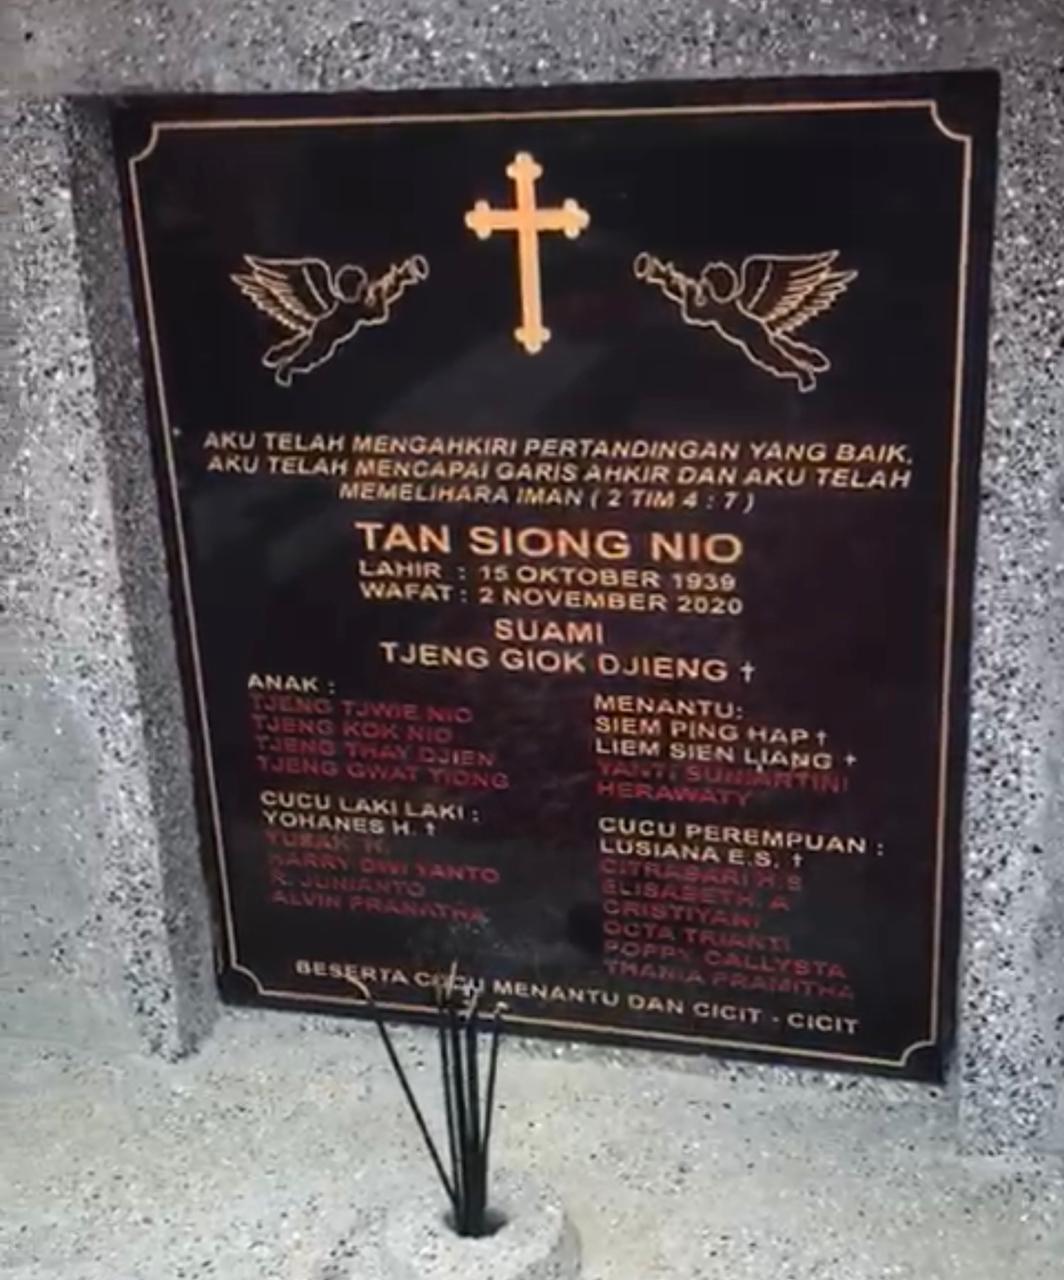 AKU TELAH MENGAHKIRI PERTANDINGAN YANG BAIK,
AKU TELAH MENCAPAI GARIS AHKIR DAN AKU TELAH
MEMELIHARA IMAN ( 2 TIM 4 : 7 )
TAN SIONG NIO
LAHIR : 15 OKTOBER 1939
WAFAT : 2 NOVEMBER 2020
SUAMI
TJENG GIOK DJIENG †
ANAK :
TJENG TJWIE NIO
TJENG KOK NIO
TJENG THAY DJIEN
TJENG GWAT TIONG
MENANTU:
SIEM PING HAP †
LIEM SIEN LIANG †
YANTI SUNIARTINI
HERAWATY
CUCU LAKI LAKI :
YOHANES H. †
YUSAK H.
HARRY DWI YANTO
R. JUNIANTO
ALVIN PRANATHA
CUCU PEREMPUAN :
LUSIANA E.S. †
CITRASARI H.S
ELISABETH. A
CRISTIYANI
OCTA TRIANTI
POPPY CALLYSTA
THANIA PRAMITHA
BESERTA CUCU MENANTU DAN CICIT - CICIT